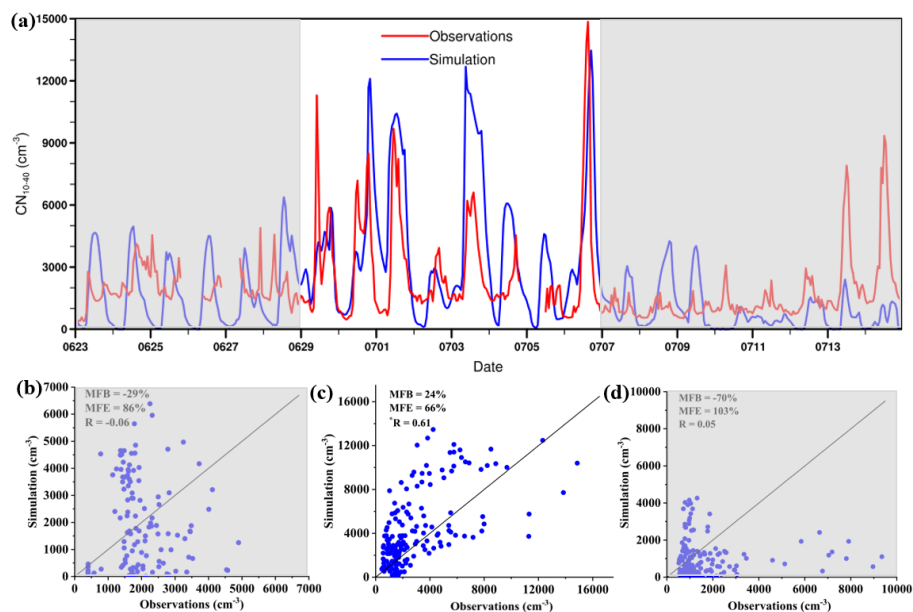 (a)
15000
12000
9000
6000
3000
0
CN10-40 (cm-3)
Observations
Simulation
0623 0625 0627 0629 0701 0703 0705 0707 0709 0711 0713
Date
(b)
7000
6000
5000
4000
3000
2000
1000
0
Simulation (cm-3)
MFB = -29%
MFE = 86%
R = -0.06
0 1000 2000 3000 4000 5000 6000 7000
Observations (cm-3)
(c)
16000
12000
8000
4000
0
Simulation (cm-3)
MFB = 24%
MFE = 66%
*R = 0.61
0 4000 8000 12000 16000
Observations (cm-3)
(d)
10000
8000
6000
4000
2000
0
Simulation (cm-3)
MFB = -70%
MFE = 103%
R = 0.05
0 2000 4000 6000 8000 10000
Observations (cm-3)